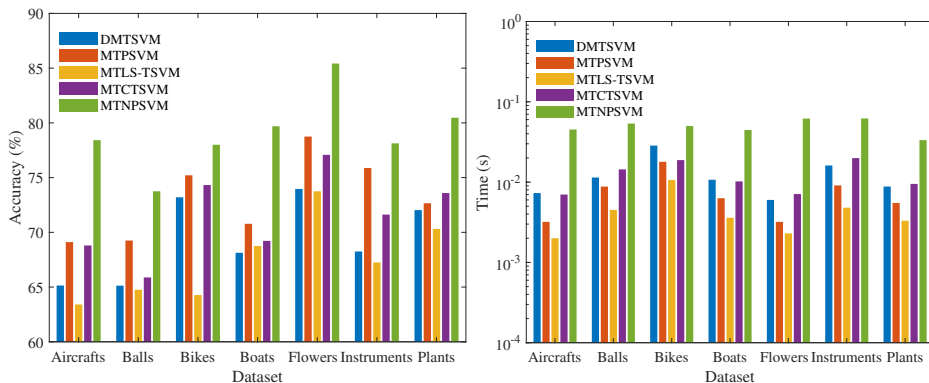 90
85
80
75
70
65
60
Accuracy (%)
DMTSVM
MTPSVM
MTLS-TSVM
MTCTSVM
MTNPSVM
Aircrafts Balls Bikes Boats Flowers Instruments Plants
Dataset
10^0
10^-1
10^-2
10^-3
10^-4
Time (s)
DMTSVM
MTPSVM
MTLS-TSVM
MTCTSVM
MTNPSVM
Aircrafts Balls Bikes Boats Flowers Instruments Plants
Dataset